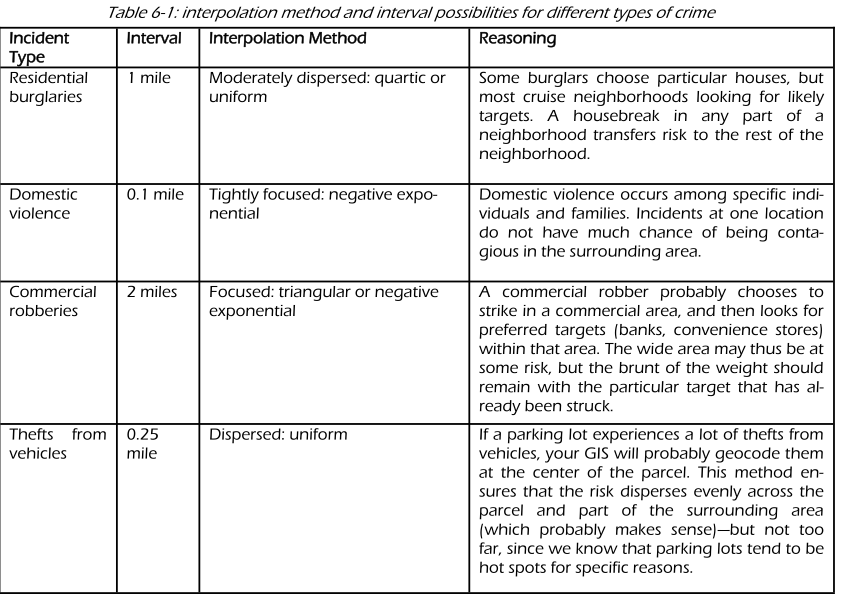 Table 6-1: interpolation method and interval possibilities for different types of crime
Incident
Type
Interval
Interpolation Method
Reasoning
Residential
burglaries
1 mile
Moderately dispersed: quartic or
uniform
Some burglars choose particular houses, but
most cruise neighborhoods looking for likely
targets. A housebreak in any part of a
neighborhood transfers risk to the rest of the
neighborhood.
Domestic
violence
0.1 mile
Tightly focused: negative expo-
nential
Domestic violence occurs among specific indi-
viduals and families. Incidents at one location
do not have much chance of being conta-
gious in the surrounding area.
Commercial
robberies
2 miles
Focused: triangular or negative
exponential
A commercial robber probably chooses to
strike in a commercial area, and then looks for
preferred targets (banks, convenience stores)
within that area. The wide area may thus be at
some risk, but the brunt of the weight should
remain with the particular target that has al-
ready been struck.
Thefts from
vehicles
0.25
mile
Dispersed: uniform
If a parking lot experiences a lot of thefts from
vehicles, your GIS will probably geocode them
at the center of the parcel. This method en-
sures that the risk disperses evenly across the
parcel and part of the surrounding area
(which probably makes sense)—but not too
far, since we know that parking lots tend to be
hot spots for specific reasons.